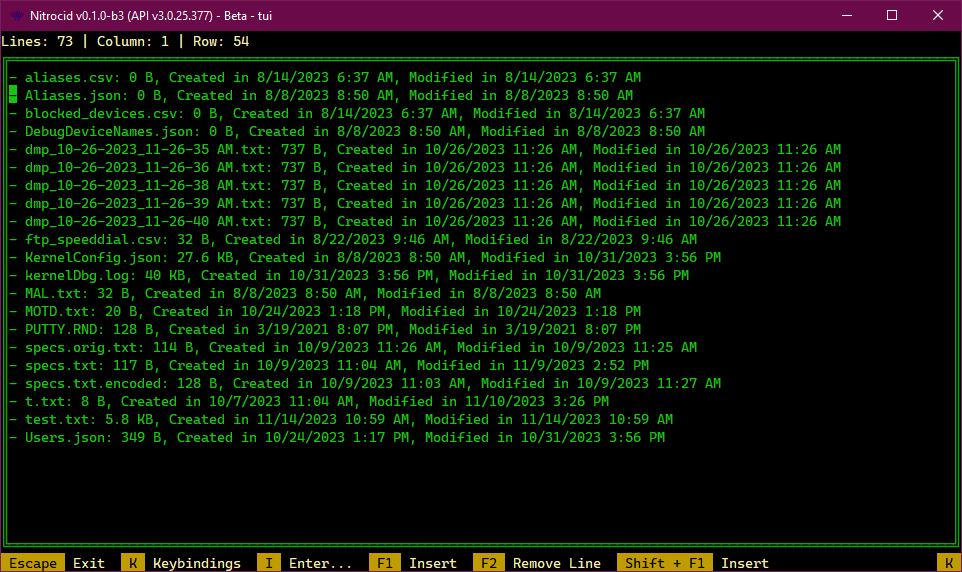 Nitrocid v0.1.0-b3 (API v3.0.25.377) - Beta - tui
Lines: 73 | Column: 1 | Row: 54
- aliases.csv: 0 B, Created in 8/14/2023 6:37 AM, Modified in 8/14/2023 6:37 AM
- Aliases.json: 0 B, Created in 8/8/2023 8:50 AM, Modified in 8/8/2023 8:50 AM
- blocked_devices.csv: 0 B, Created in 8/14/2023 6:37 AM, Modified in 8/14/2023 6:37 AM
- DebugDeviceNames.json: 0 B, Created in 8/8/2023 8:50 AM, Modified in 8/8/2023 8:50 AM
- dmp_10-26-2023_11-26-35 AM.txt: 737 B, Created in 10/26/2023 11:26 AM, Modified in 10/26/2023 11:26 AM
- dmp_10-26-2023_11-26-36 AM.txt: 737 B, Created in 10/26/2023 11:26 AM, Modified in 10/26/2023 11:26 AM
- dmp_10-26-2023_11-26-38 AM.txt: 737 B, Created in 10/26/2023 11:26 AM, Modified in 10/26/2023 11:26 AM
- dmp_10-26-2023_11-26-39 AM.txt: 737 B, Created in 10/26/2023 11:26 AM, Modified in 10/26/2023 11:26 AM
- dmp_10-26-2023_11-26-40 AM.txt: 737 B, Created in 10/26/2023 11:26 AM, Modified in 10/26/2023 11:26 AM
- ftp_speeddial.csv: 32 B, Created in 8/22/2023 9:46 AM, Modified in 8/22/2023 9:46 AM
- KernelConfig.json: 27.6 KB, Created in 8/8/2023 8:50 AM, Modified in 10/31/2023 3:56 PM
- kernelDbg.log: 40 KB, Created in 10/31/2023 3:56 PM, Modified in 10/31/2023 3:56 PM
- MAL.txt: 32 B, Created in 8/8/2023 8:50 AM, Modified in 8/8/2023 8:50 AM
- MOTD.txt: 20 B, Created in 10/24/2023 1:18 PM, Modified in 10/24/2023 1:18 PM
- PUTTY.RND: 128 B, Created in 3/19/2021 8:07 PM, Modified in 3/19/2021 8:07 PM
- specs.orig.txt: 114 B, Created in 10/9/2023 11:26 AM, Modified in 10/9/2023 11:25 AM
- specs.txt: 117 B, Created in 10/9/2023 11:04 AM, Modified in 11/9/2023 2:52 PM
- specs.txt.encoded: 128 B, Created in 10/9/2023 11:03 AM, Modified in 10/9/2023 11:27 AM
- t.txt: 8 B, Created in 10/7/2023 11:04 AM, Modified in 11/10/2023 3:26 PM
- test.txt: 5.8 KB, Created in 11/14/2023 10:59 AM, Modified in 11/14/2023 10:59 AM
- Users.json: 349 B, Created in 10/24/2023 1:17 PM, Modified in 10/31/2023 3:56 PM
Escape Exit K Keybindings I Enter... F1 Insert F2 Remove Line Shift + F1 Insert K